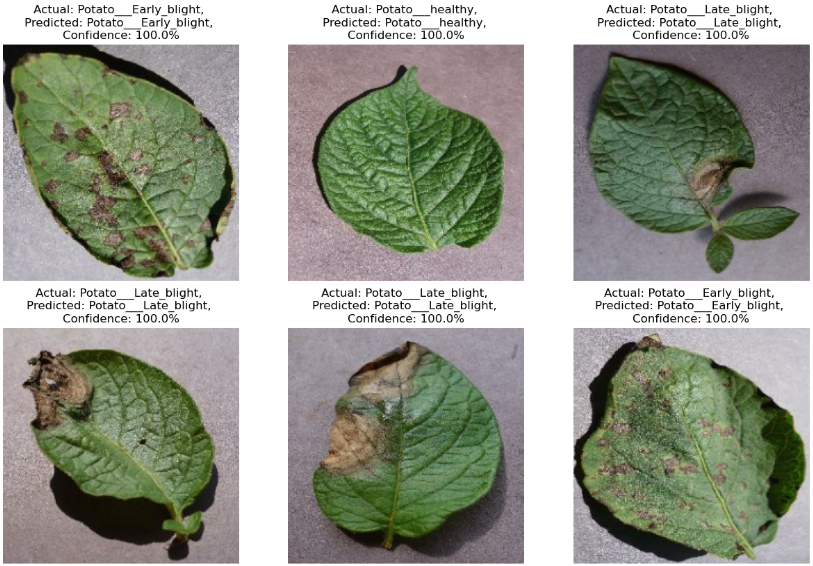 Actual: Potato___Early_blight,
Predicted: Potato___Early_blight,
Confidence: 100.0%
Actual: Potato___healthy,
Predicted: Potato___healthy,
Confidence: 100.0%
Actual: Potato___Late_blight,
Predicted: Potato___Late_blight,
Confidence: 100.0%
Actual: Potato___Late_blight,
Predicted: Potato___Late_blight,
Confidence: 100.0%
Actual: Potato___Late_blight,
Predicted: Potato___Late_blight,
Confidence: 100.0%
Actual: Potato___Early_blight,
Predicted: Potato___Early_blight,
Confidence: 100.0%